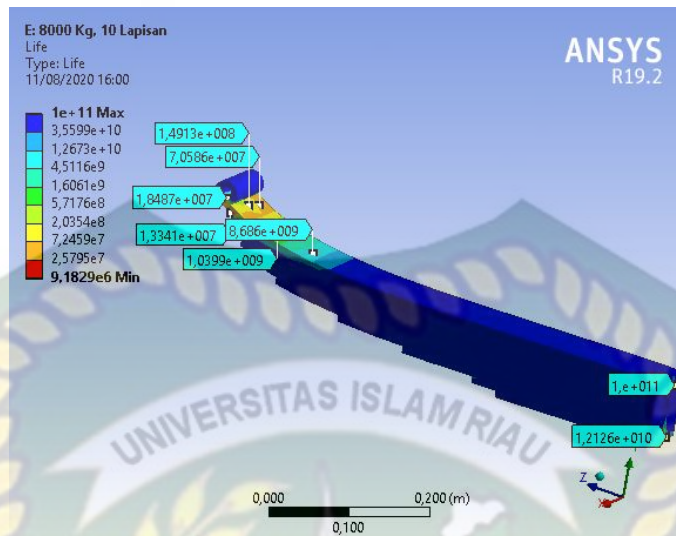 E: 8000 Kg, 10 Lapisan
Life
Type: Life
11/08/2020 16:00
ANSYS
R19.2
1e+11 Max
3,5599e+10
1,2673e+10
4,5116e9
1,6061e9
5,7176e8
2,0354e8
7,2459e7
2,5795e7
9,1829e6 Min
1,4913e+008
7,0586e+007
1,8487e+007
1,3341e+007
8,686e+009
1,0399e+009
1,e+011
1,2126e+010
UNIVERSITAS ISLAM RIAU
0,000
0,200 (m)
0,100
Z
X